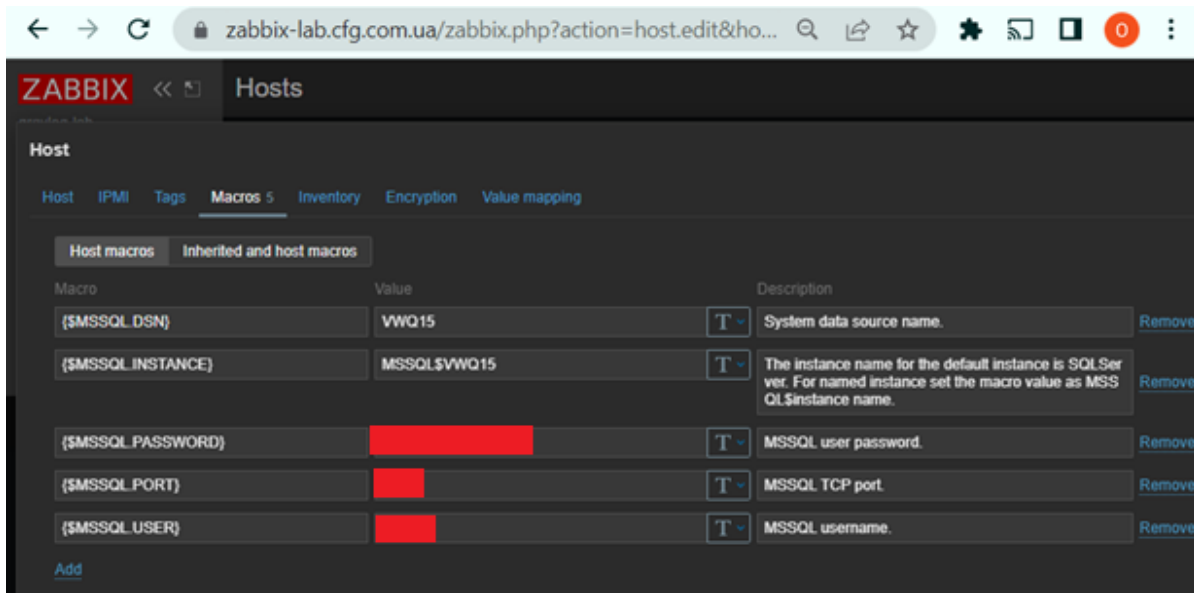 zabbix-lab.cfg.com.ua/zabbix.php?action=host.edit&ho...
O
ZABBIX
Hosts
Host
Host IPMI Tags Macros 5 Inventory Encryption Value mapping
Host macros Inherited and host macros
Macro Value Description
{$MSSQL.DSN} VWQ15 T System data source name. Remove
{$MSSQL.INSTANCE} MSSQL$VWQ15 T The instance name for the default instance is SQLSer
ver. For named instance set the macro value as MSS
QL$instance name. Remove
{$MSSQL.PASSWORD} T MSSQL user password. Remove
{$MSSQL.PORT} T MSSQL TCP port. Remove
{$MSSQL.USER} T MSSQL username. Remove
Add